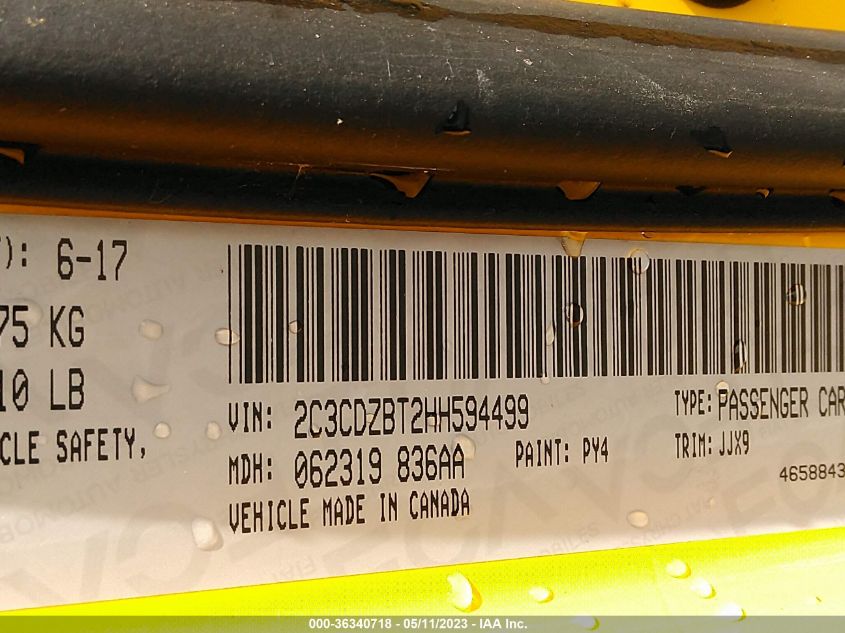 ): 6-17
75 KG
10 LB
CLE SAFETY,
VIN: 2C3CDZBT2HH594499
TYPE: PASSENGER CAR
MDH: 062319 836AA
PAINT: PY4
TRIM: JJX9
VEHICLE MADE IN CANADA
4658843
000-36340718 - 05/11/2023 - IAA Inc.